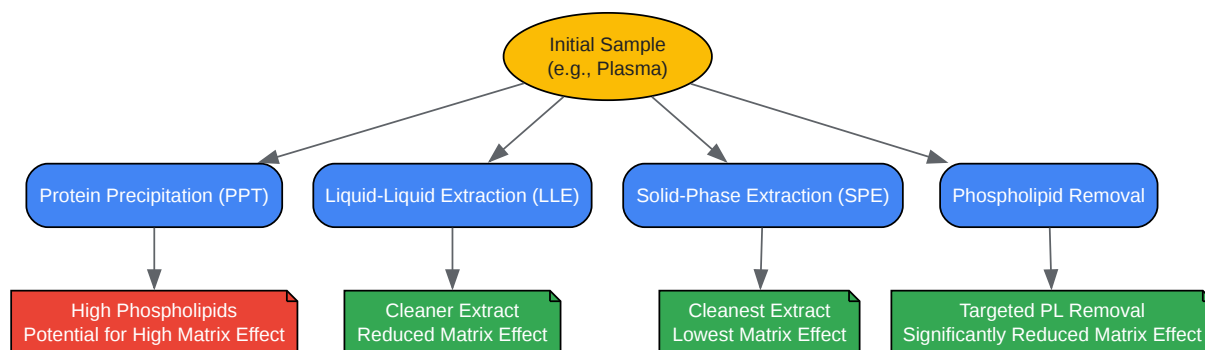 Initial Sample
(e.g., Plasma)
Protein Precipitation (PPT)
Liquid-Liquid Extraction (LLE)
Solid-Phase Extraction (SPE)
Phospholipid Removal
High Phospholipids
Potential for High Matrix Effect
Cleaner Extract
Reduced Matrix Effect
Cleanest Extract
Lowest Matrix Effect
Targeted PL Removal
Significantly Reduced Matrix Effect